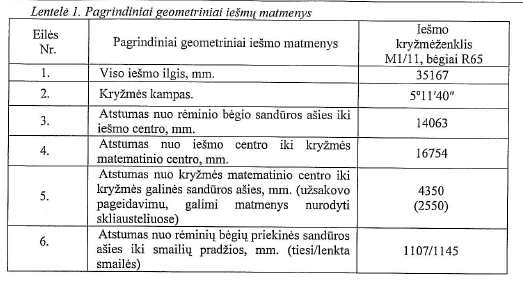 Lentelė 1. Pagrindiniai geometriniai iešmų matmenys
Eilės
Nr.
Pagrindiniai geometriniai iešmo matmenys
Iešmo
kryžmėženklis
M1/11, bėgiai R65
1.
Viso iešmo ilgis, mm.
35167
2.
Kryžmės kampas.
5°11'40"
3.
Atstumas nuo rėminio bėgio sandūros ašies iki
iešmo centro, mm.
14063
4.
Atstumas nuo iešmo centro iki kryžmės
matematinio centro, mm.
16754
5.
Atstumas nuo kryžmės matematinio centro iki
kryžmės galinės sandūros ašies, mm. (užsakovo
pageidavimu, galimi matmenys nurodyti
skliausteliuose)
4350
(2550)
6.
Atstumas nuo rėminių bėgių priekinės sandūros
ašies iki smailių pradžios, mm. (tiesi/lenkta
smailės)
1107/1145